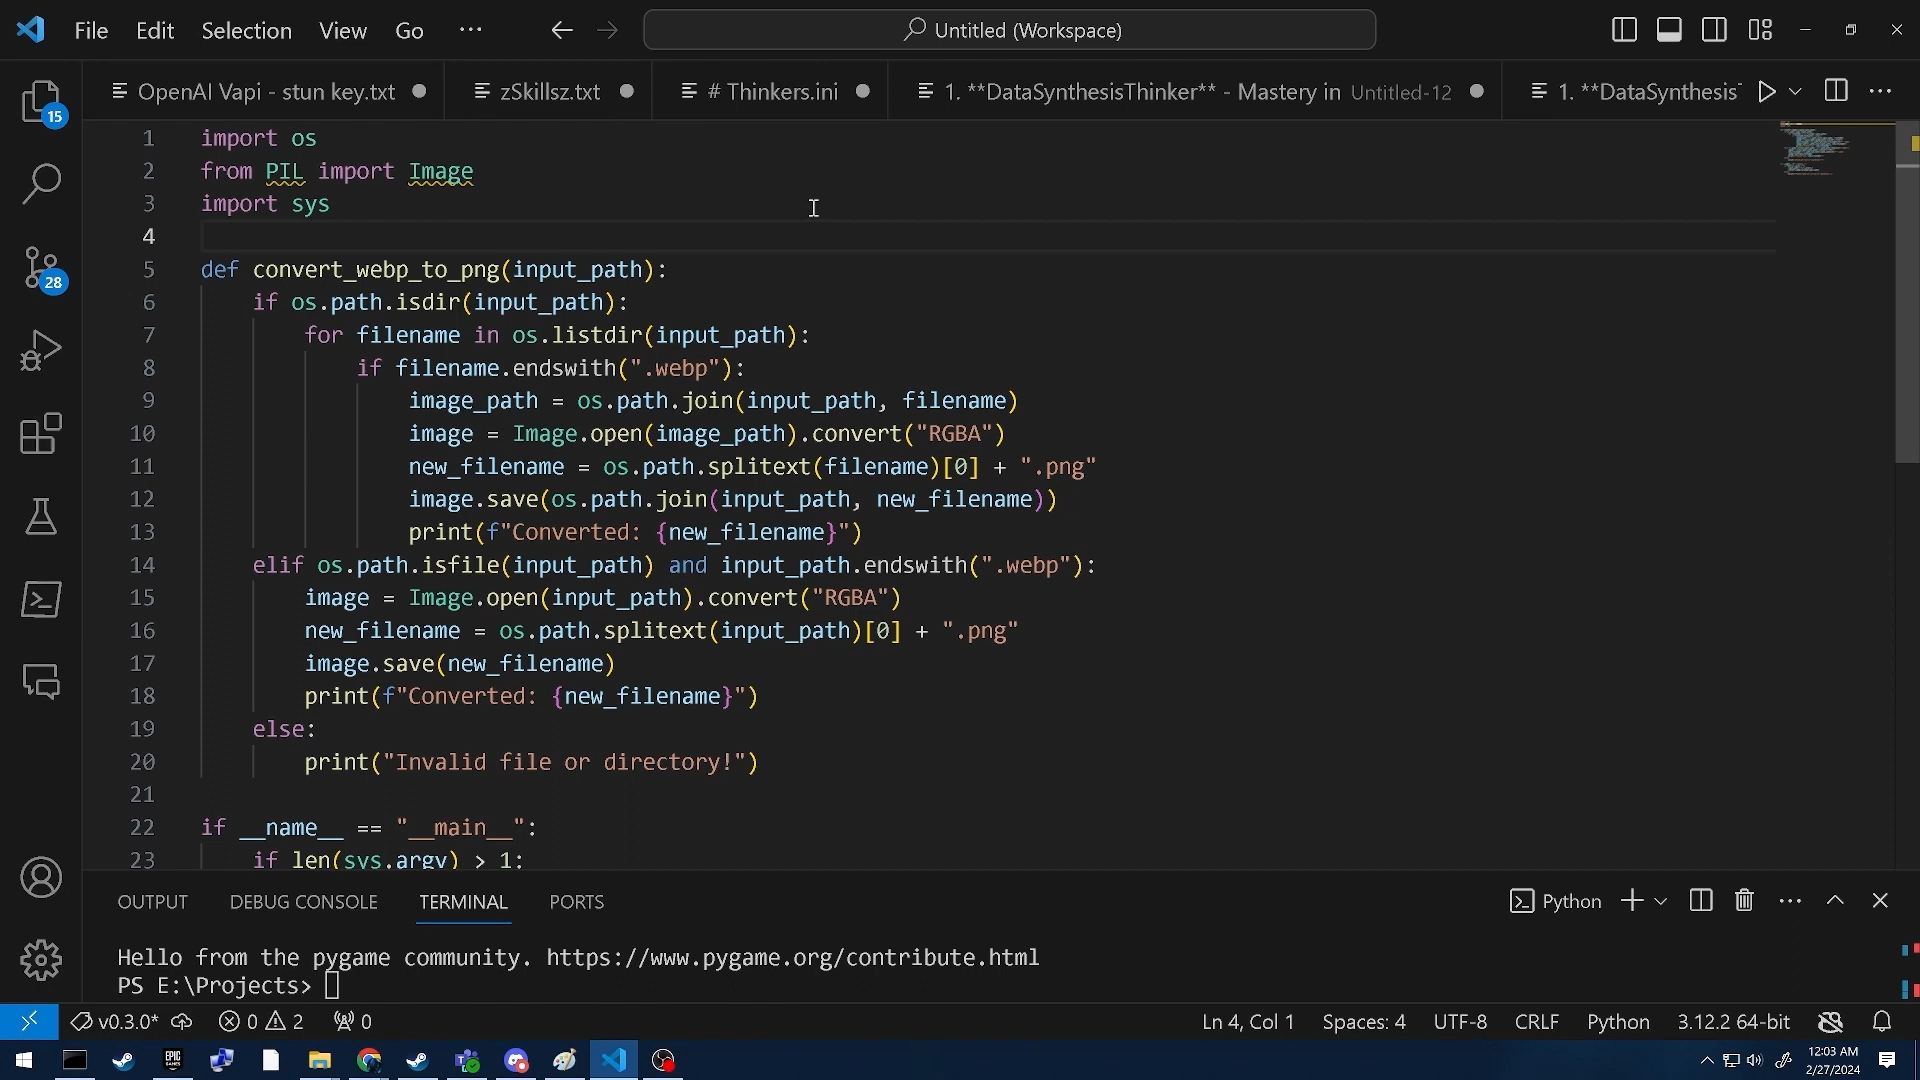 File Edit Selection View Go ··· Untitled (Workspace)
OpenAI Vapi - stun key.txt zSkillsz.txt # Thinkers.ini 1. **DataSynthesisThinker** - Mastery in Untitled-12 1. **DataSynthesis
15
28
1 import os
2 from PIL import Image
3 import sys
4
5 def convert_webp_to_png(input_path):
6 if os.path.isdir(input_path):
7 for filename in os.listdir(input_path):
8 if filename.endswith(".webp"):
9 image_path = os.path.join(input_path, filename)
10 image = Image.open(image_path).convert("RGBA")
11 new_filename = os.path.splitext(filename)[0] + ".png"
12 image.save(os.path.join(input_path, new_filename))
13 print(f"Converted: {new_filename}")
14 elif os.path.isfile(input_path) and input_path.endswith(".webp"):
15 image = Image.open(input_path).convert("RGBA")
16 new_filename = os.path.splitext(input_path)[0] + ".png"
17 image.save(new_filename)
18 print(f"Converted: {new_filename}")
19 else:
20 print("Invalid file or directory!")
21
22 if __name__ == "__main__":
23 if len(sys.argv) > 1:
OUTPUT DEBUG CONSOLE TERMINAL PORTS Python
Hello from the pygame community. https://www.pygame.org/contribute.html
PS E:\Projects>
v0.3.0* 0 2 0 Ln 4, Col 1 Spaces: 4 UTF-8 CRLF Python 3.12.2 64-bit
EPIC GAMES
12:03 AM
2/27/2024